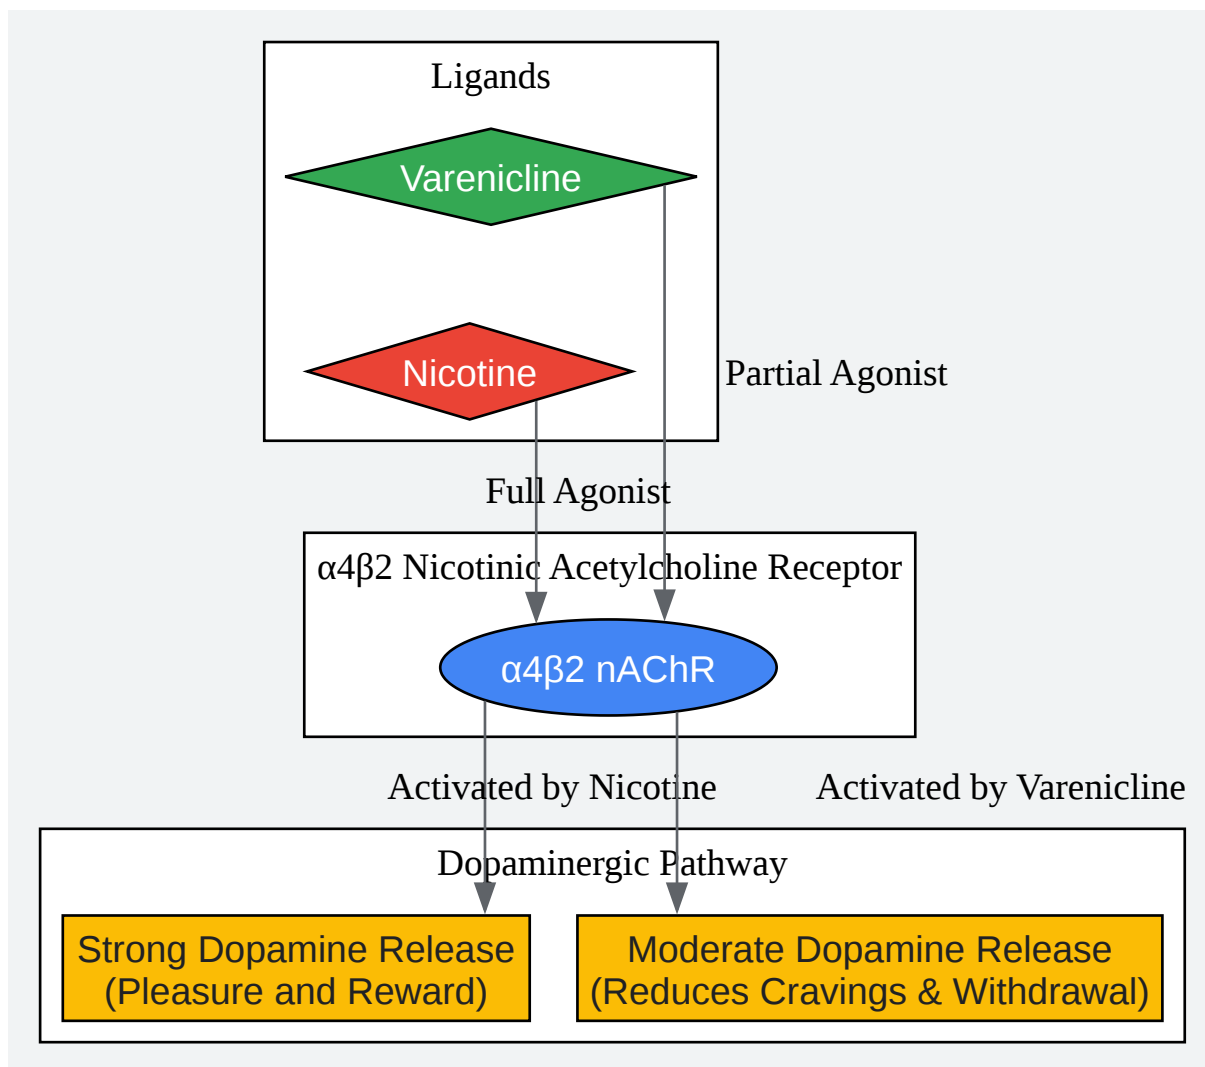 Ligands
Varenicline
Nicotine
Partial Agonist
Full Agonist
α4β2 Nicotinic Acetylcholine Receptor
α4β2 nAChR
Activated by Nicotine
Activated by Varenicline
Dopaminergic Pathway
Strong Dopamine Release
(Pleasure and Reward)
Moderate Dopamine Release
(Reduces Cravings & Withdrawal)